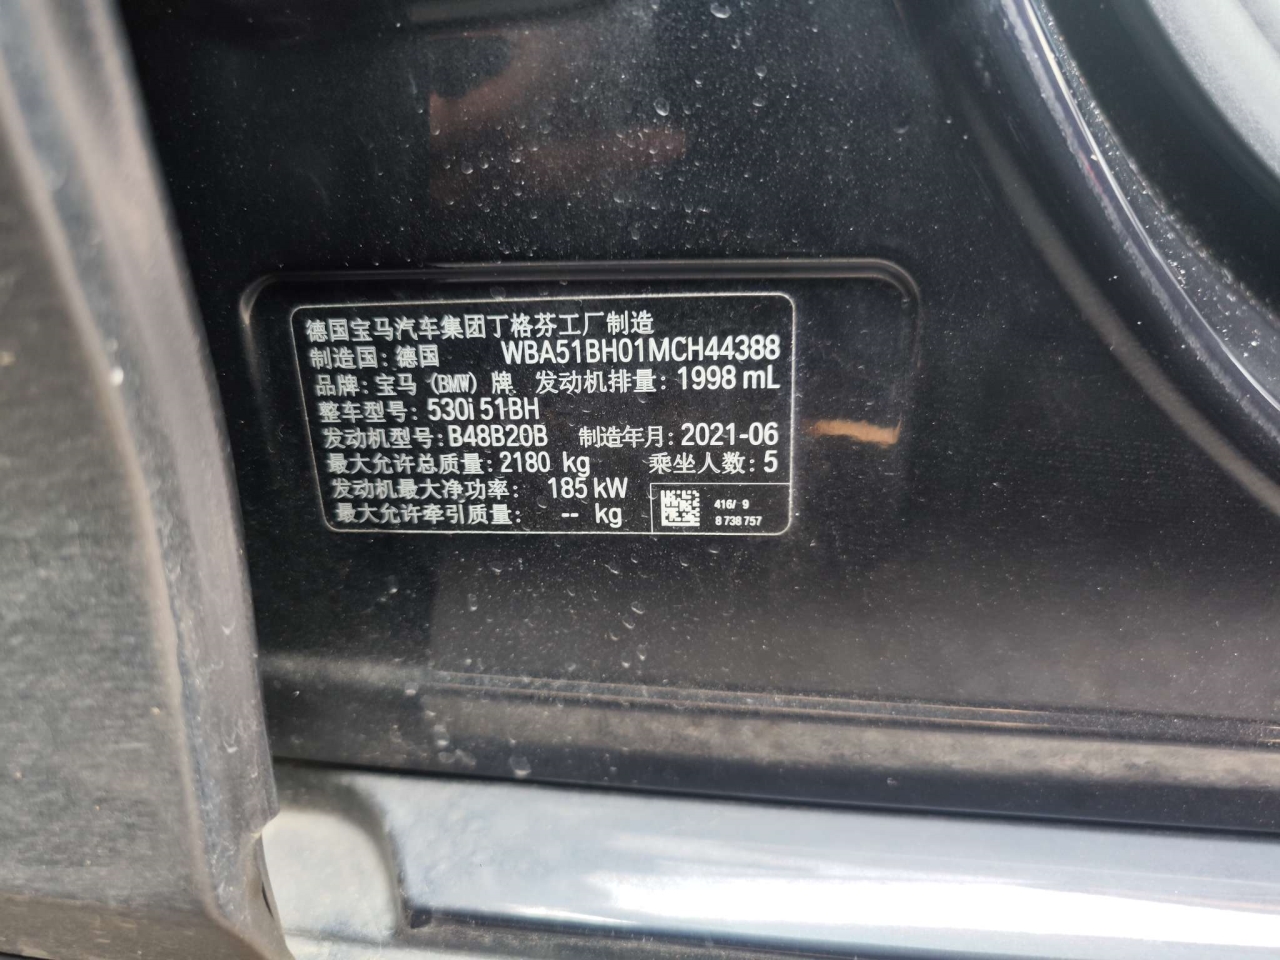 德国宝马汽车集团丁格芬工厂制造
制造国：德国 WBA51BH01MCH44388
品牌：宝马（BMW）牌 发动机排量：1998 mL
整车型号：530i 51BH
发动机型号：B48B20B 制造年月：2021-06
最大允许总质量：2180 kg 乘坐人数：5
发动机最大净功率： 185 kW
最大允许牵引质量： -- kg
416/ 9
8 738 757